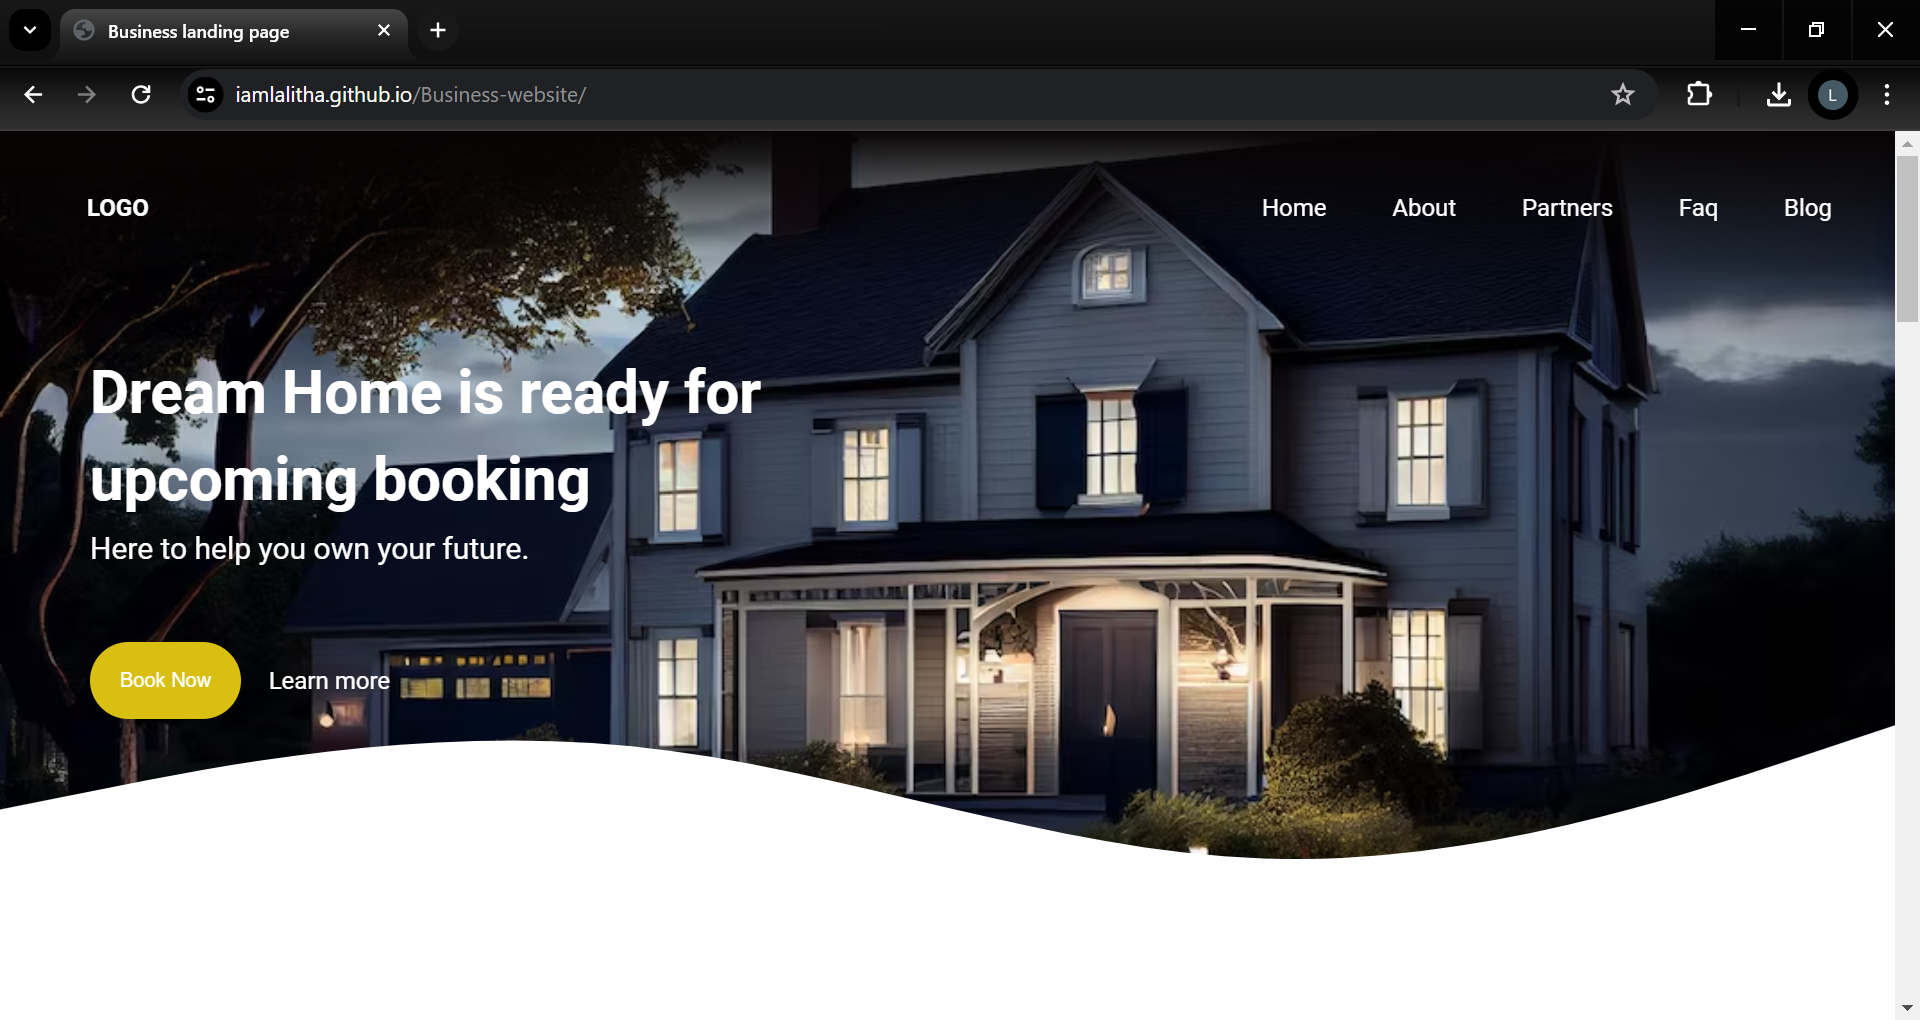 Business landing page
iamlalitha.github.io/Business-website/
L
LOGO
Home
About
Partners
Faq
Blog
Dream Home is ready for
upcoming booking
Here to help you own your future.
Book Now
Learn more